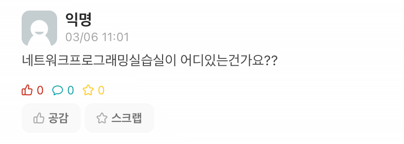 익명
03/06 11:01
네트워크프로그래밍실습실이 어디있는건가요??
0 0 0
공감 스크랩